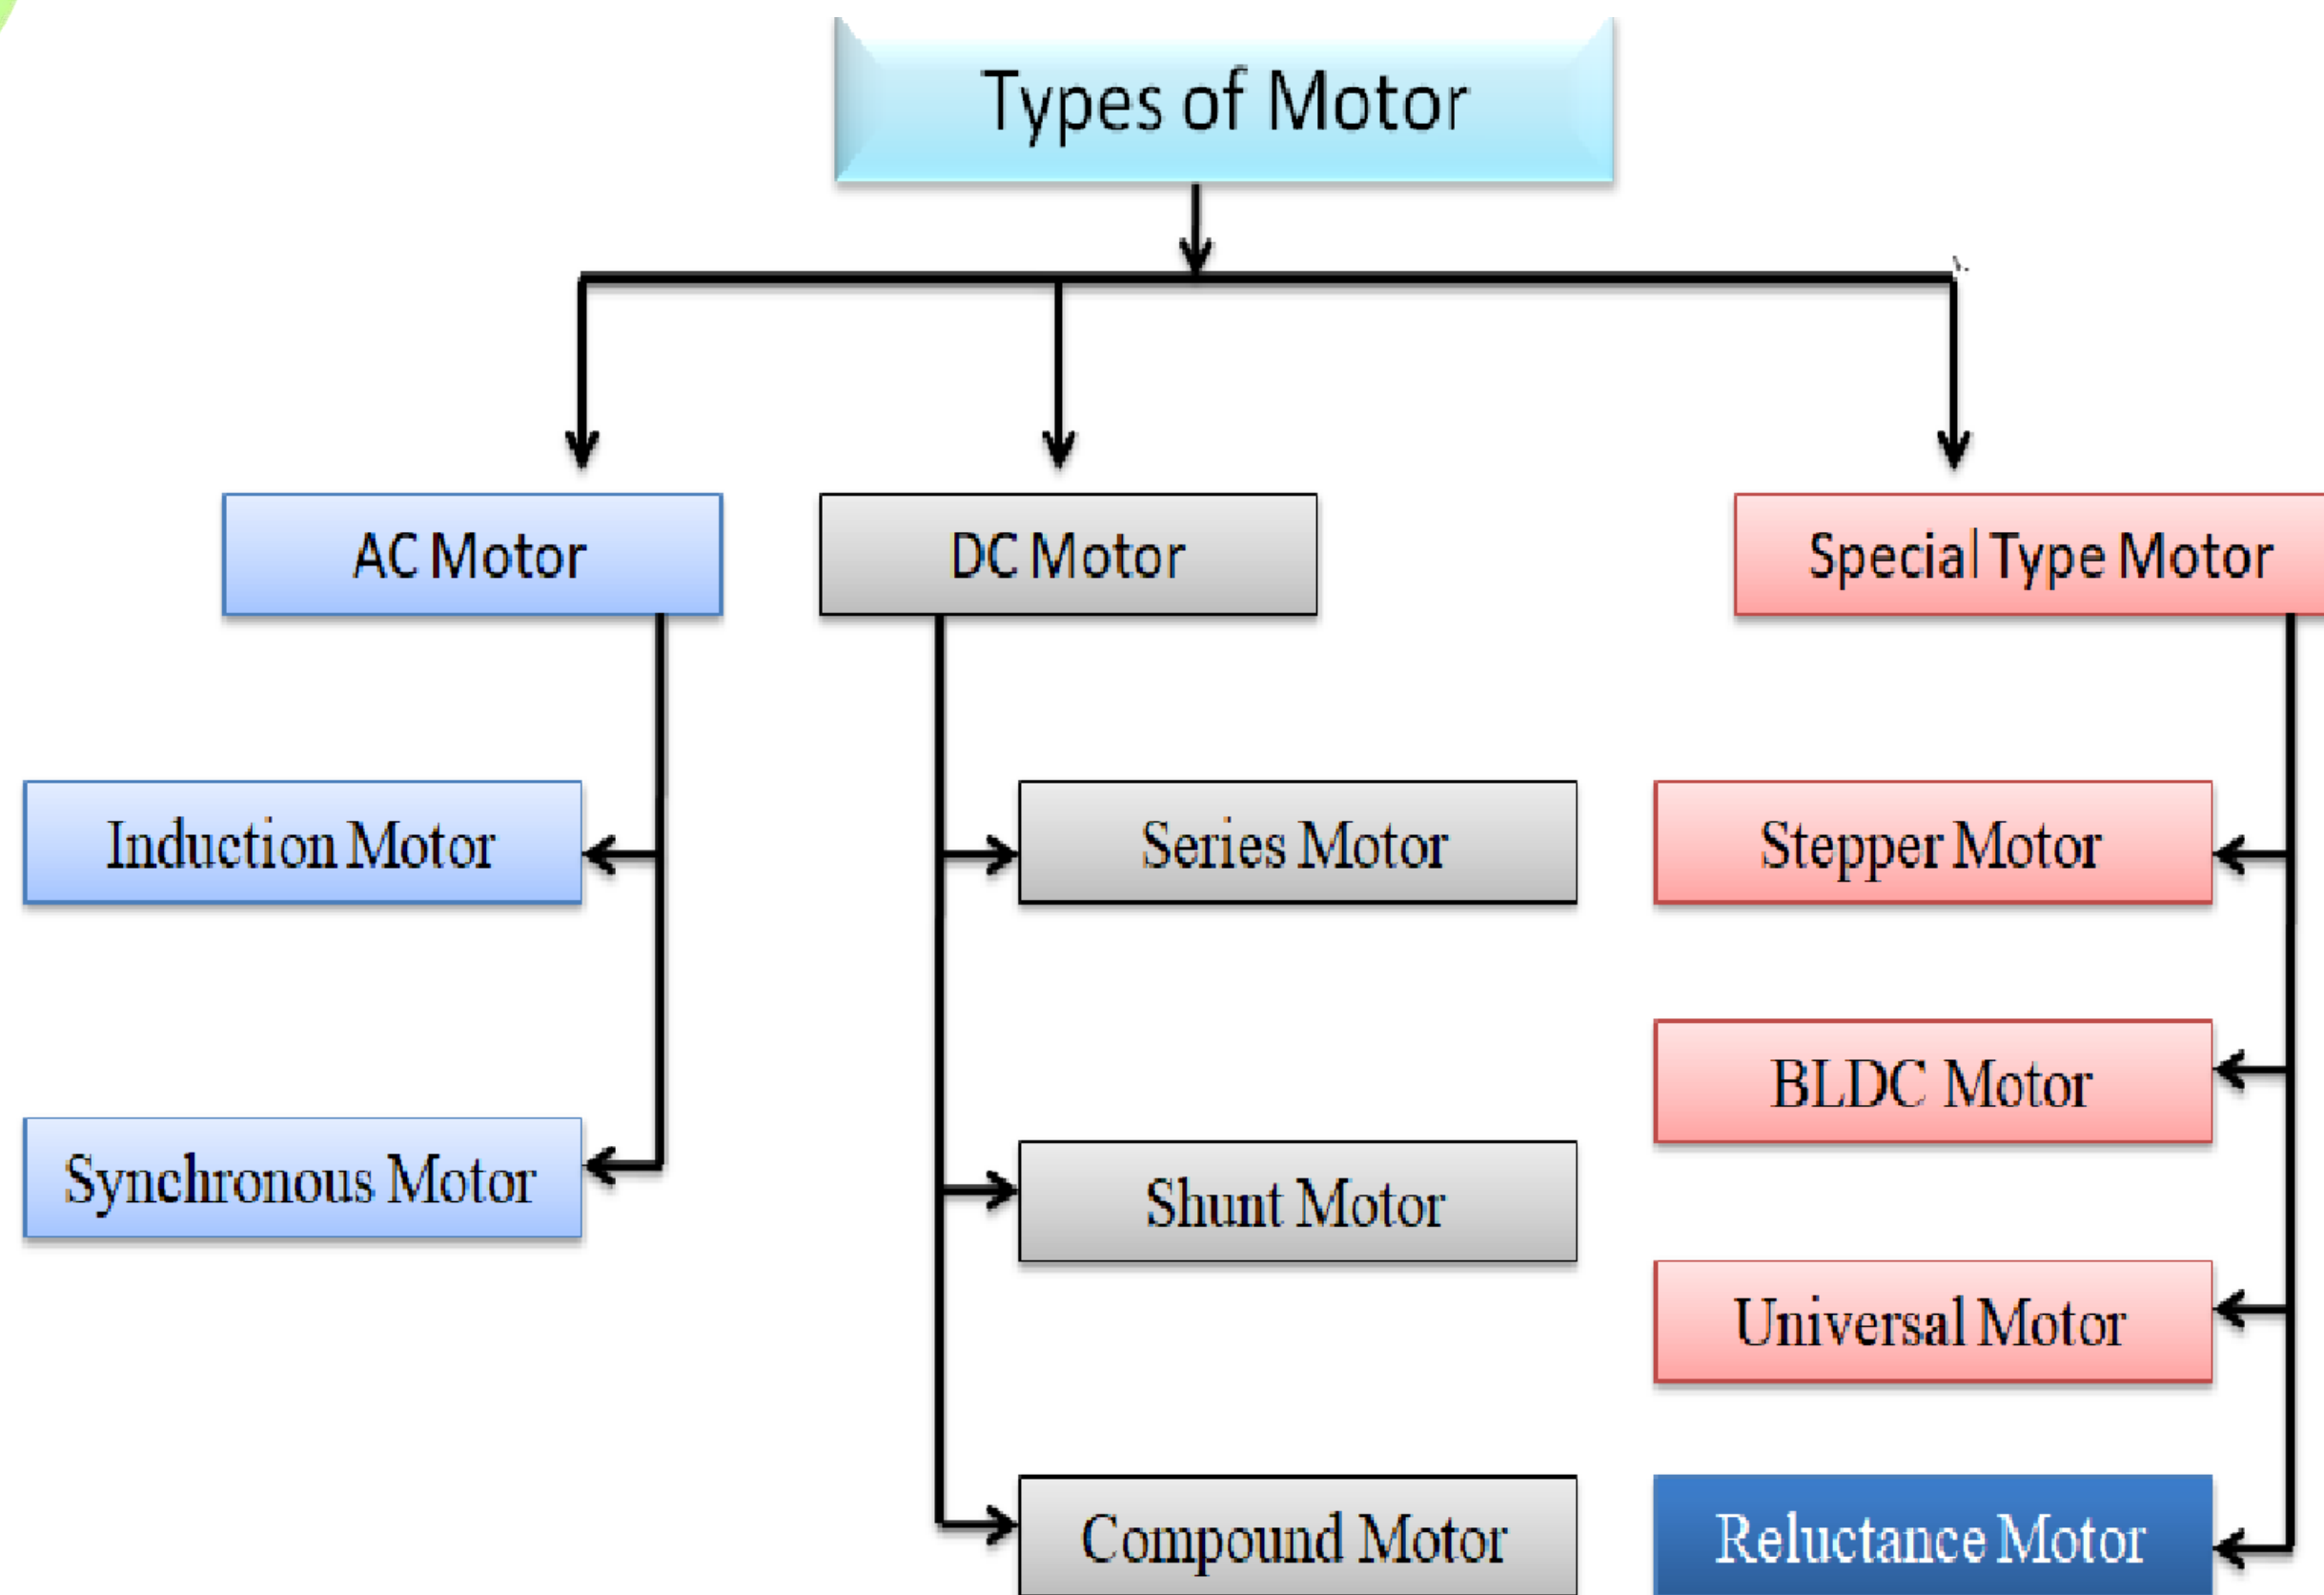 Types of Motor
AC Motor
DC Motor
Special Type Motor
Induction Motor
Series Motor
Stepper Motor
BLDC Motor
Synchronous Motor
Shunt Motor
Universal Motor
Compound Motor
Reluctance Motor